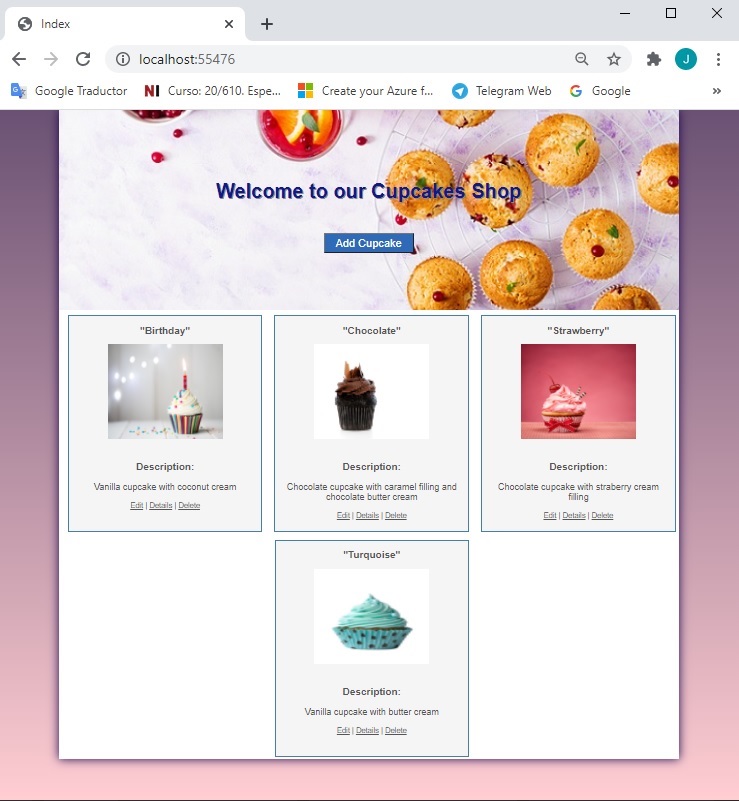 Index
localhost:55476
J
Google Traductor
NI Curso: 20/610. Espe...
Create your Azure f...
Telegram Web
Google
»
Welcome to our Cupcakes Shop
Add Cupcake
"Birthday"
Description:
Vanilla cupcake with coconut cream
Edit | Details | Delete
"Chocolate"
Description:
Chocolate cupcake with caramel filling and
chocolate butter cream
Edit | Details | Delete
"Strawberry"
Description:
Chocolate cupcake with straberry cream
filling
Edit | Details | Delete
"Turquoise"
Description:
Vanilla cupcake with butter cream
Edit | Details | Delete